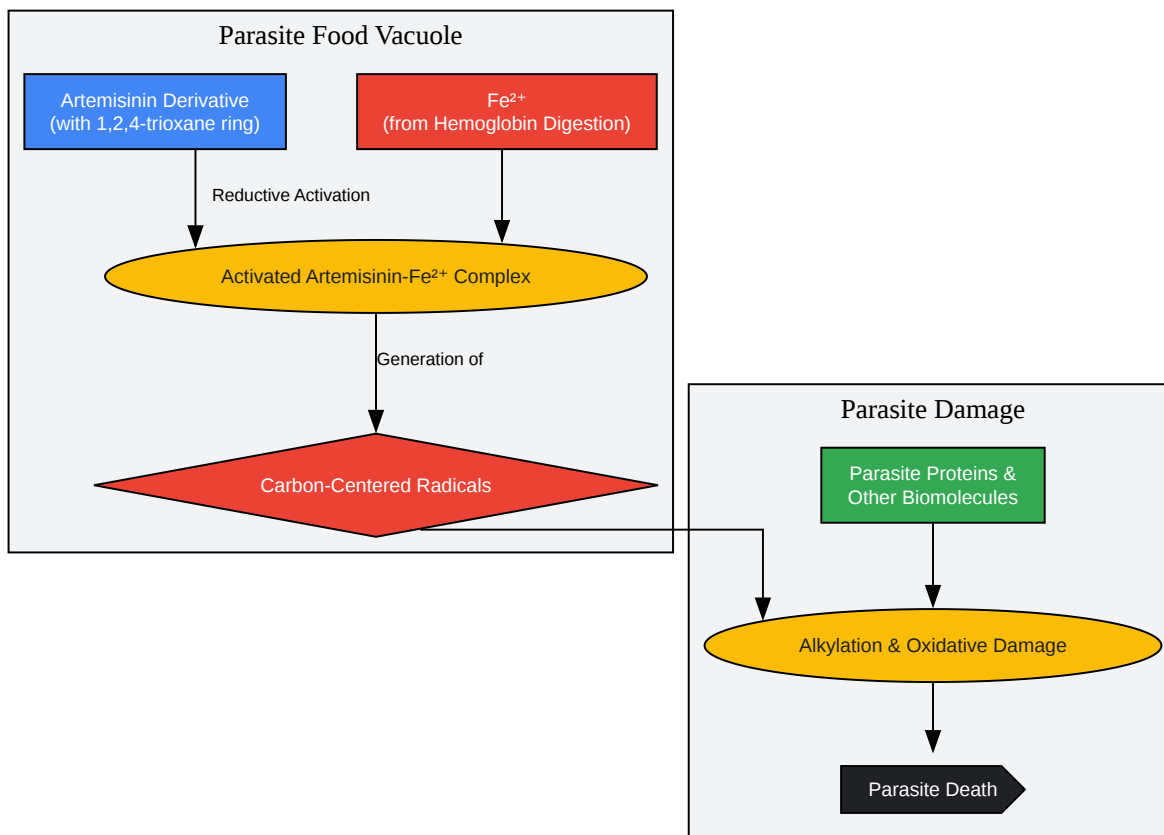 Parasite Food Vacuole
Artemisinin Derivative
(with 1,2,4-trioxane ring)
Fe²⁺
(from Hemoglobin Digestion)
Reductive Activation
Activated Artemisinin-Fe²⁺ Complex
Generation of
Carbon-Centered Radicals
Parasite Damage
Parasite Proteins &
Other Biomolecules
Alkylation & Oxidative Damage
Parasite Death